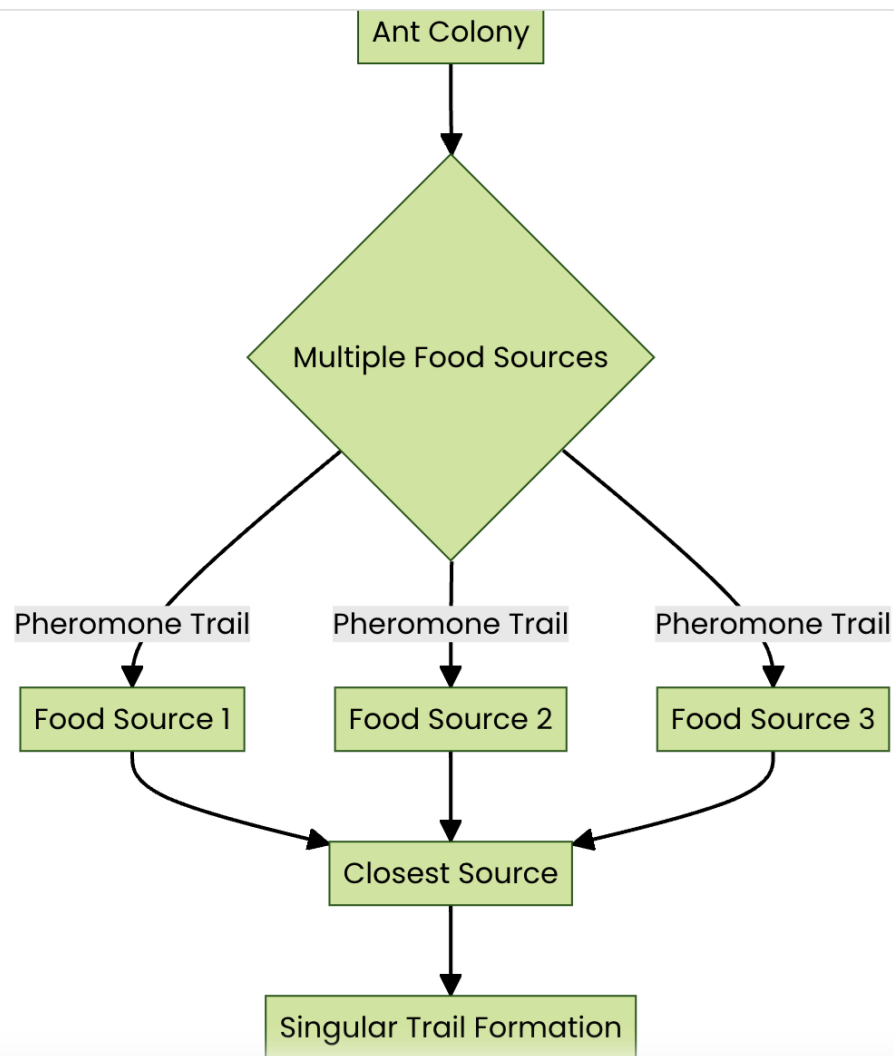 Ant Colony
Multiple Food Sources
Pheromone Trail
Pheromone Trail
Pheromone Trail
Food Source 1
Food Source 2
Food Source 3
Closest Source
Singular Trail Formation